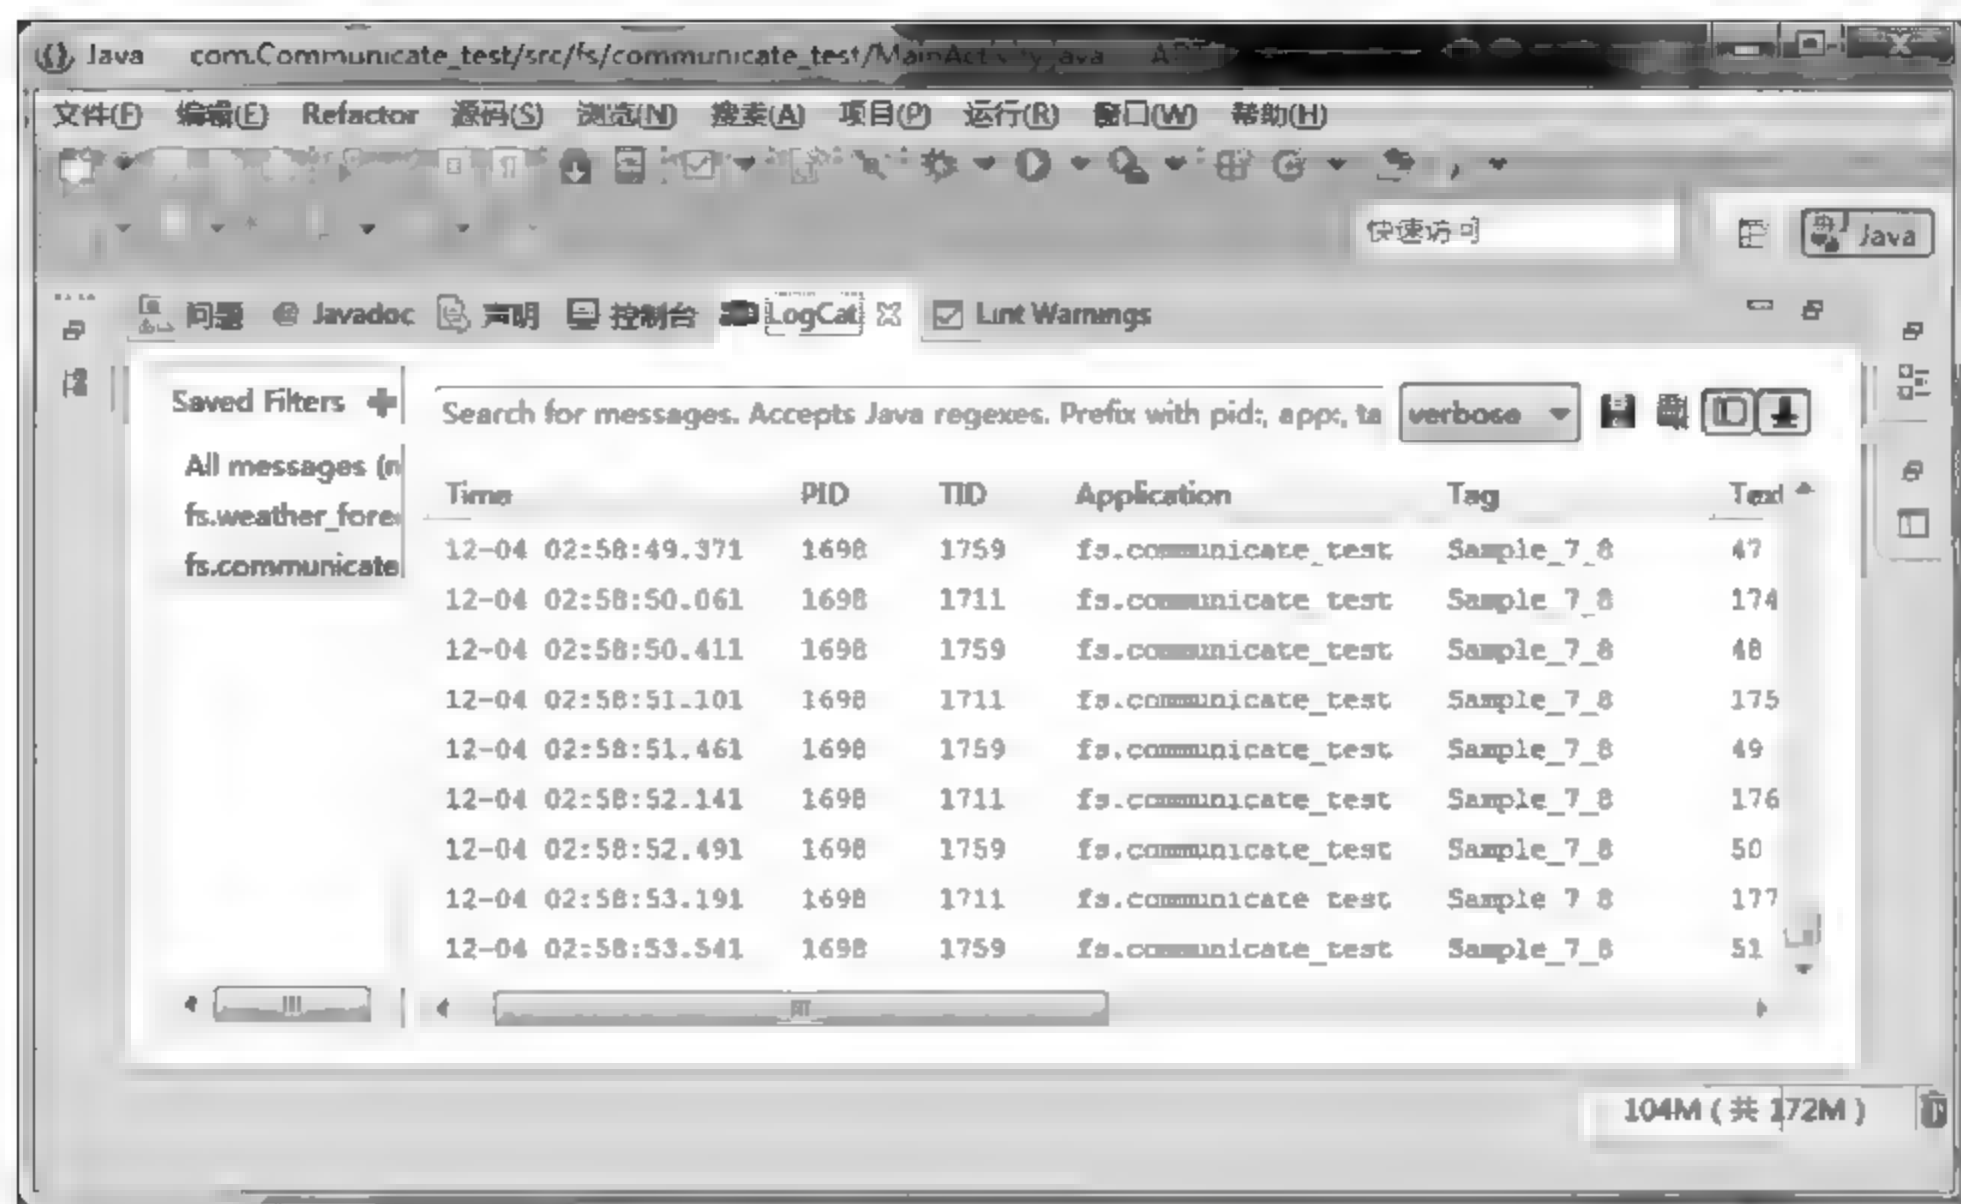 Java com.Communicate_test/src/fs/communicate_test/MainActivity.java
文件(F) 编辑(E) Refactor 源码(S) 浏览(N) 搜索(A) 项目(P) 运行(R) 窗口(W) 帮助(H)
快速访问 Java
问题 @ Javadoc 声明 控制台 LogCat Lint Warnings
Saved Filters
All messages (n
fs.weather_fore
fs.communicate
Search for messages. Accepts Java regexes. Prefix with pid:, app:, ta verbose
Time PID TID Application Tag Text
12-04 02:58:49.371 1698 1759 fs.communicate_test Sample_7_8 47
12-04 02:58:50.061 1698 1711 fs.communicate_test Sample_7_8 174
12-04 02:58:50.411 1698 1759 fs.communicate_test Sample_7_8 48
12-04 02:58:51.101 1698 1711 fs.communicate_test Sample_7_8 175
12-04 02:58:51.461 1698 1759 fs.communicate_test Sample_7_8 49
12-04 02:58:52.141 1698 1711 fs.communicate_test Sample_7_8 176
12-04 02:58:52.491 1698 1759 fs.communicate_test Sample_7_8 50
12-04 02:58:53.191 1698 1711 fs.communicate_test Sample_7_8 177
12-04 02:58:53.541 1698 1759 fs.communicate_test Sample_7_8 51
104M (共 172M)